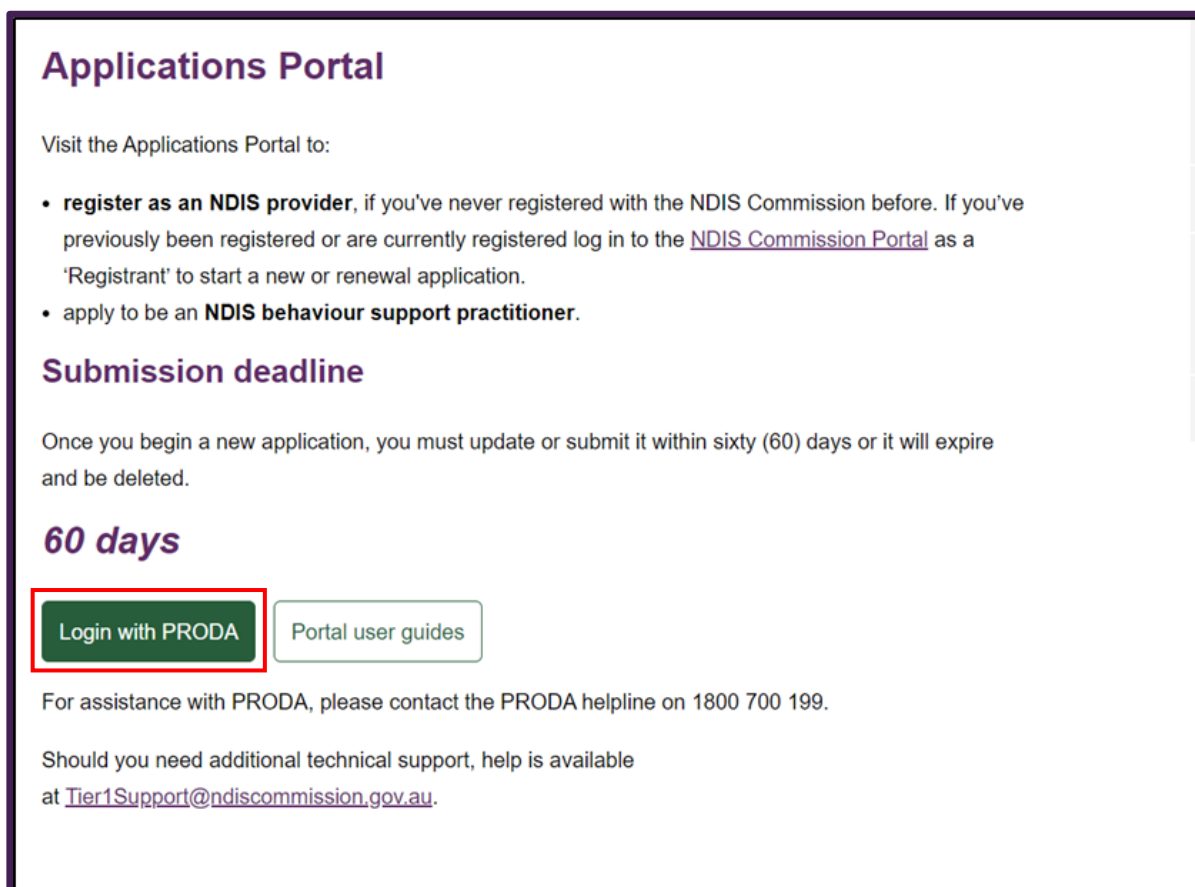 Applications Portal
Visit the Applications Portal to:
• register as an NDIS provider, if you've never registered with the NDIS Commission before. If you’ve
previously been registered or are currently registered log in to the NDIS Commission Portal as a
‘Registrant’ to start a new or renewal application.
• apply to be an NDIS behaviour support practitioner.
Submission deadline
Once you begin a new application, you must update or submit it within sixty (60) days or it will expire
and be deleted.
60 days
Login with PRODA Portal user guides
For assistance with PRODA, please contact the PRODA helpline on 1800 700 199.
Should you need additional technical support, help is available
at Tier1Support@ndiscommission.gov.au.